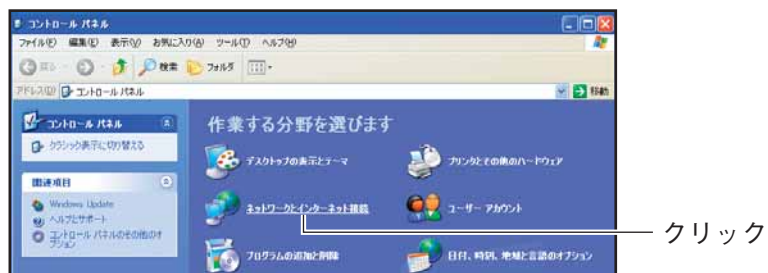 コントロール パネル
ファイル(F) 編集(E) 表示(V) お気に入り(A) ツール(T) ヘルプ(H)
戻る 検索 フォルダ
アドレス(D) コントロール パネル 移動
コントロール パネル
クラシック表示に切り替える
関連項目
Windows Update
ヘルプとサポート
コントロール パネルのその他のオプション
作業する分野を選びます
デスクトップの表示とテーマ
プリンタとその他のハードウェア
ネットワークとインターネット接続
ユーザー アカウント
プログラムの追加と削除
日付、時刻、地域と言語のオプション
クリック